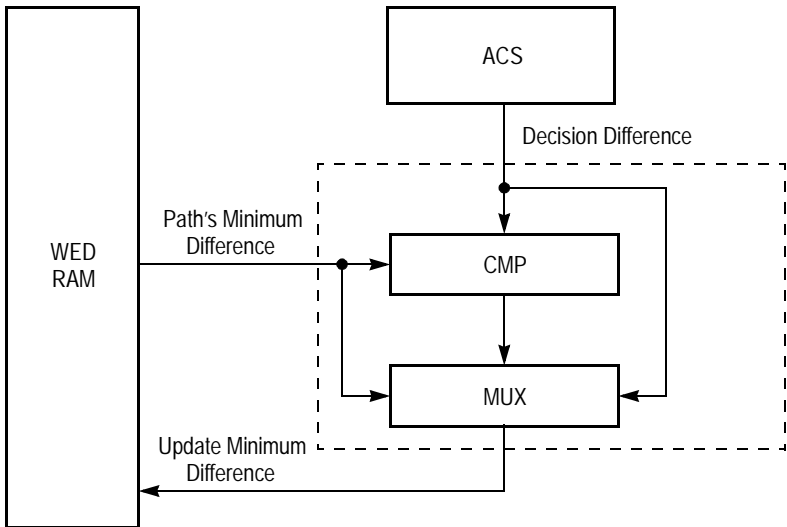 ACS
Decision Difference
Path's Minimum
Difference
WED
RAM
CMP
MUX
Update Minimum
Difference